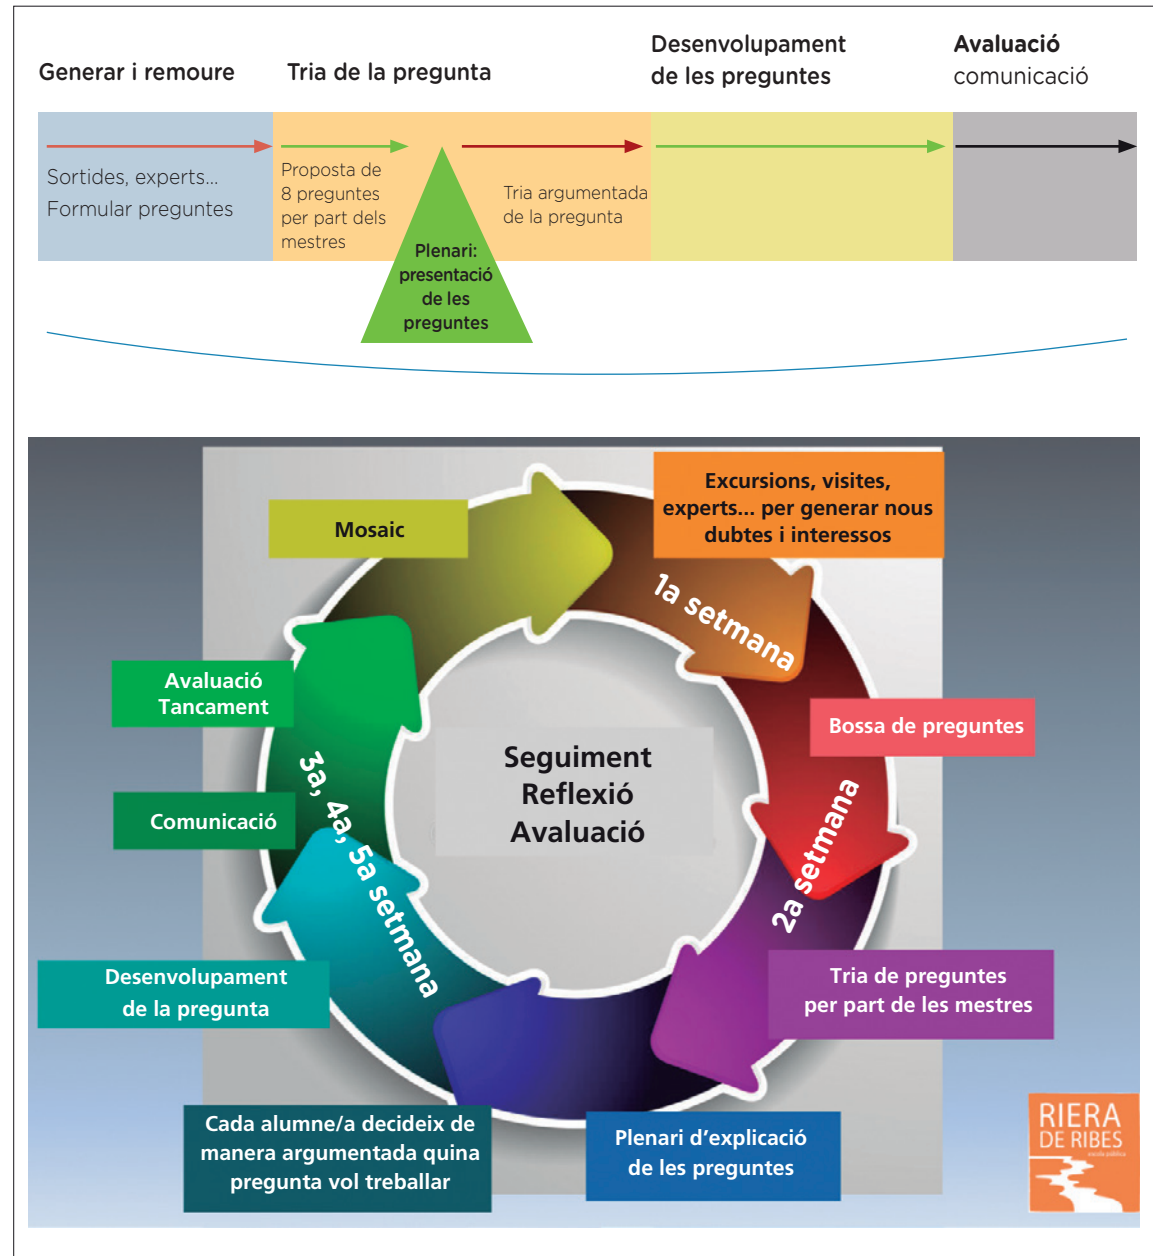 Generar i remoure
Tria de la pregunta
Desenvolupament
de les preguntes
Avaluació
comunicació
Sortides, experts...
Formular preguntes
Proposta de
8 preguntes
per part dels
mestres
Plenari:
presentació
de les
preguntes
Tria argumentada
de la pregunta
Mosaic
Excursions, visites,
experts... per generar nous
dubtes i interessos
1a setmana
Bossa de preguntes
2a setmana
Tria de preguntes
per part de les mestres
Plenari d'explicació
de les preguntes
Cada alumne/a decideix de
manera argumentada quina
pregunta vol treballar
Desenvolupament
de la pregunta
3a, 4a, 5a setmana
Comunicació
Avaluació
Tancament
Seguiment
Reflexió
Avaluació
RIERA
DE RIBES
escola pública